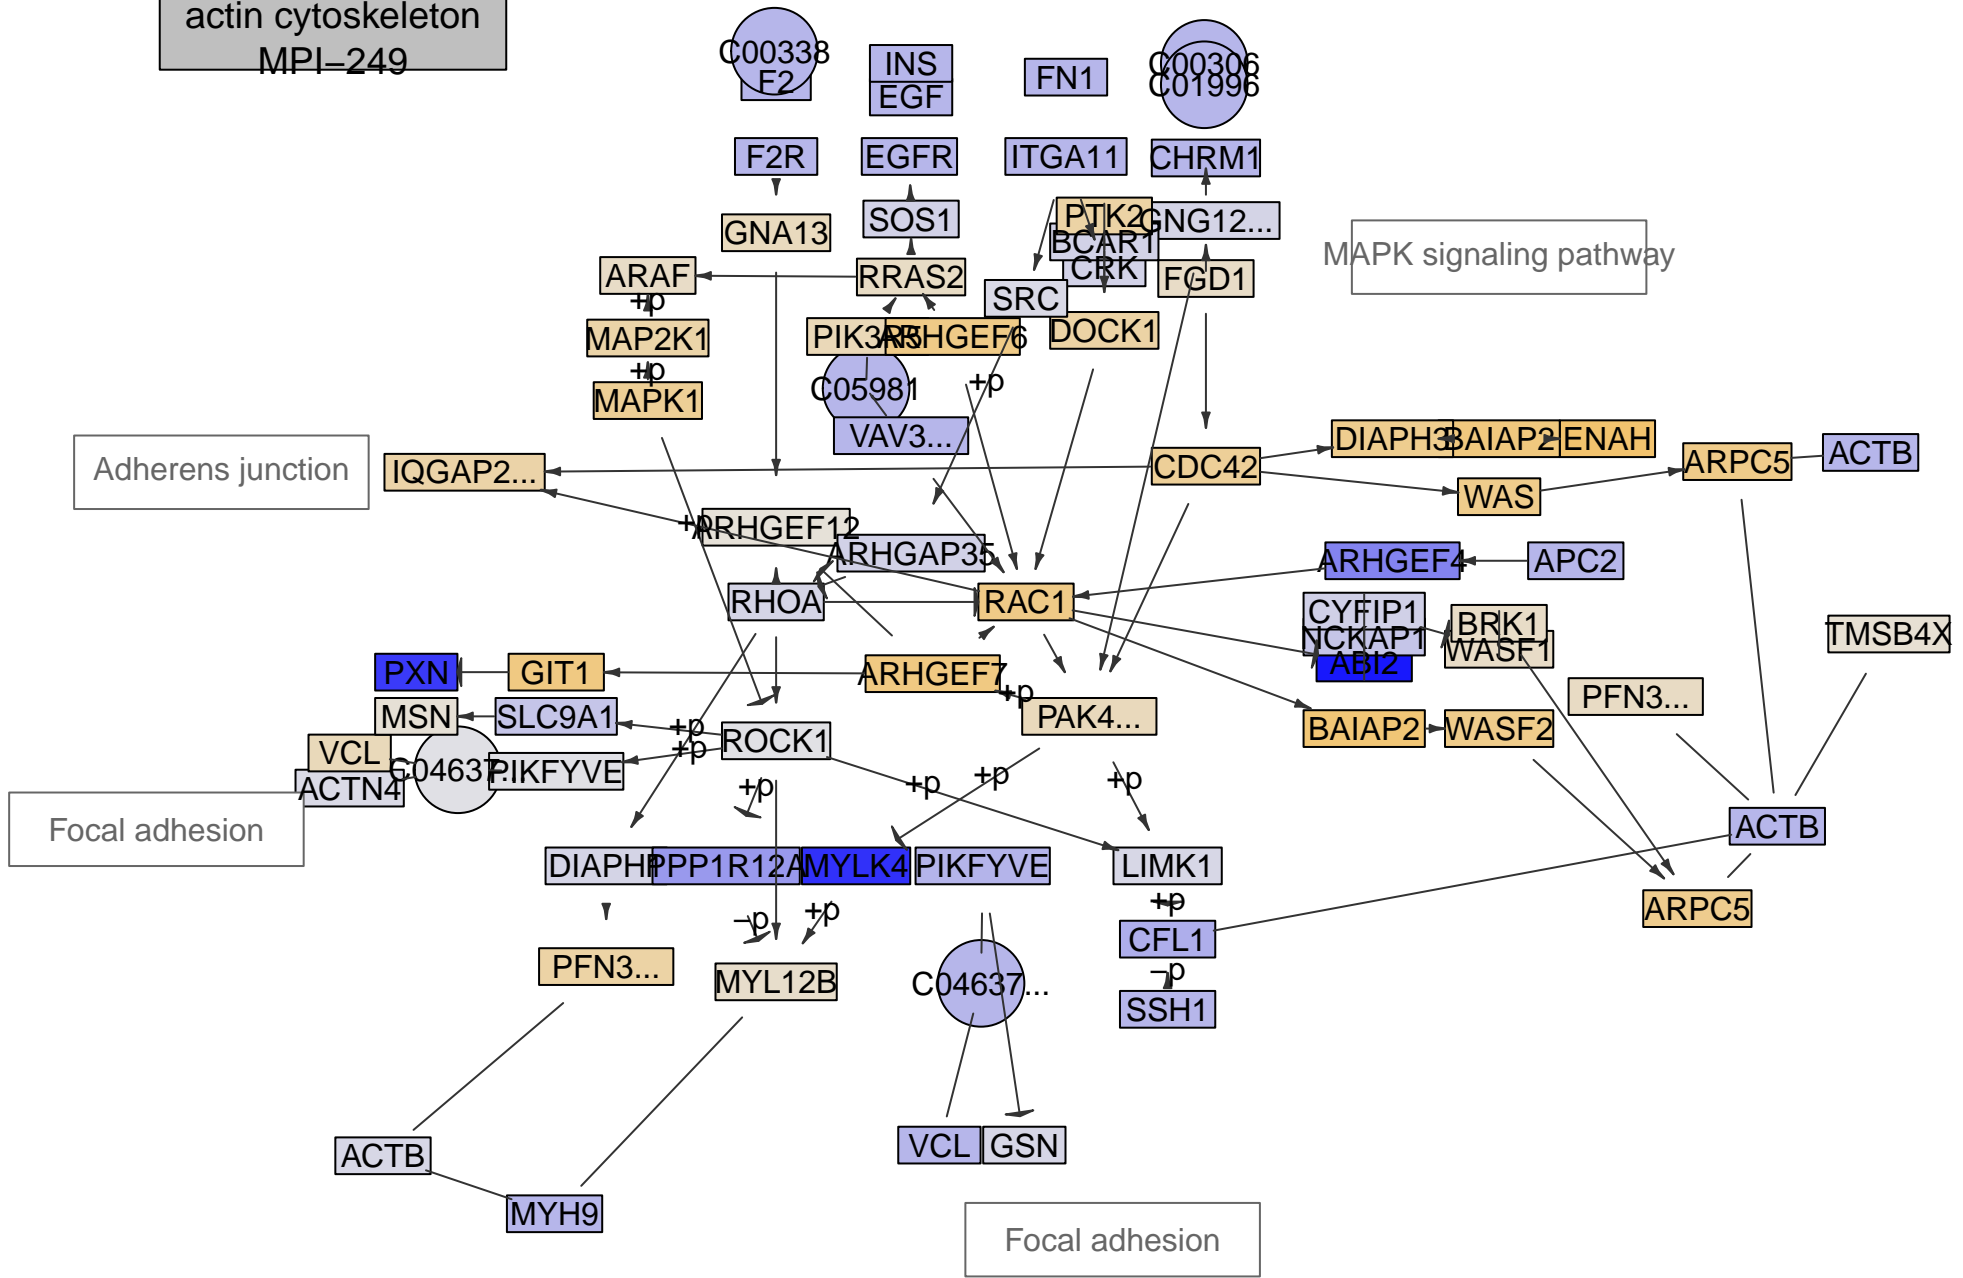 actin cytoskeleton
MPI–249
C00338
F2
INS
EGF
FN1
C00306
C01996
F2R
EGFR
ITGA11
CHRM1
GNA13
SOS1
PTK2
BCAR1
CRK
GNG12...
MAPK signaling pathway
ARAF
RRAS2
SRC
FGD1
+p
MAP2K1
ARHGEF6
DOCK1
+p
MAPK1
C05981
+p
VAV3...
Adherens junction
IQGAP2...
CDC42
DIAPH3
BAIAP2
ENAH
ARPC5
ACTB
WAS
+p
ARHGEF12
ARHGAP35
ARHGEF4
APC2
RHOA
RAC1
CYFIP1
NCKAP1
ABI2
BRK1
WASF1
TMSB4X
PXN
GIT1
ARHGEF7
+p
PFN3...
MSN
SLC9A1
+p
PAK4...
BAIAP2
WASF2
VCL
ACTN4
C04637...
PIKFYVE
+p
ROCK1
+p
+p
+p
+p
Focal adhesion
ACTB
PPP1R12A
MYLK4
PIKFYVE
LIMK1
–p
+p
+p
ARPC5
CFL1
PFN3...
MYL12B
C04637...
–p
SSH1
ACTB
VCL
GSN
MYH9
Focal adhesion